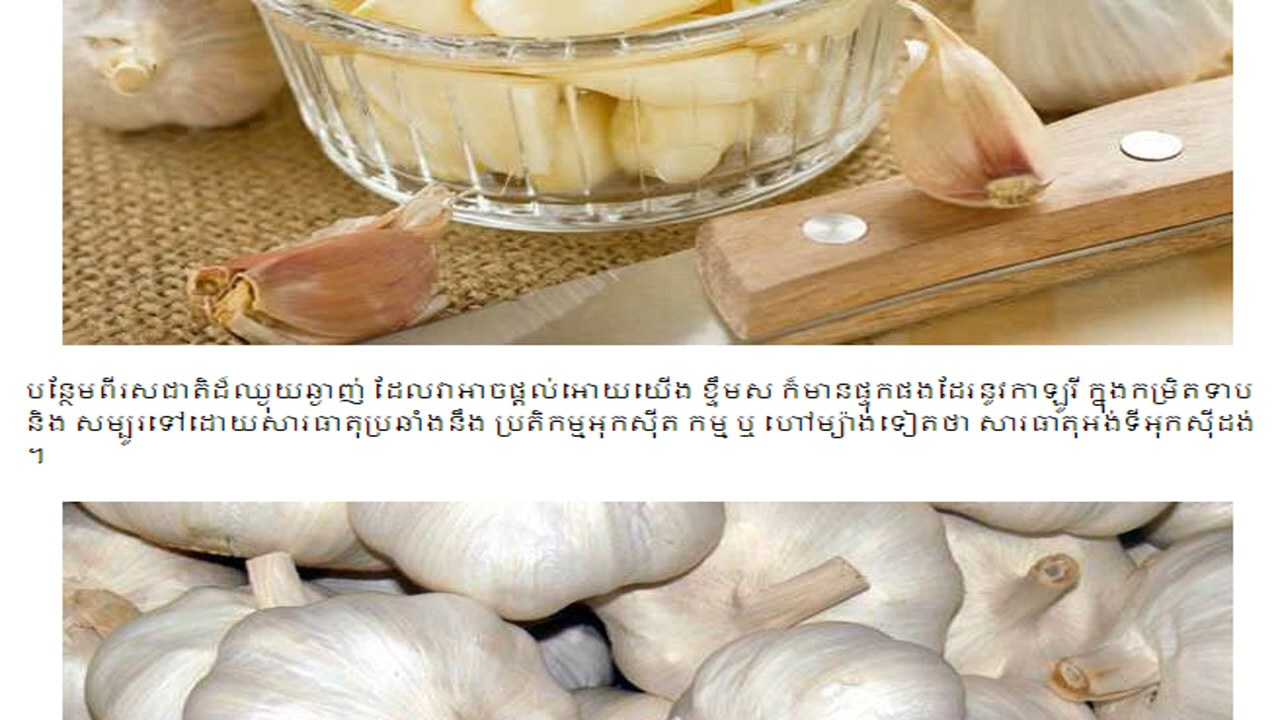 បន្ថែមពីរសជាតិដ៏ឈ្ងុយឆ្ងាញ់ ដែលវាអាចផ្តល់អោយយើង ខ្ទឹមស ក៏មានផ្ទុកផងដែរនូវកាឡូរី ក្នុងកម្រិតទាប
និង សម្បូរទៅដោយសារធាតុប្រឆាំងនឹង ប្រតិកម្មអុកស៊ីត កម្ម ឬ ហៅម្យ៉ាងទៀតថា សារធាតុអង់ទីអុកស៊ីដង់
។